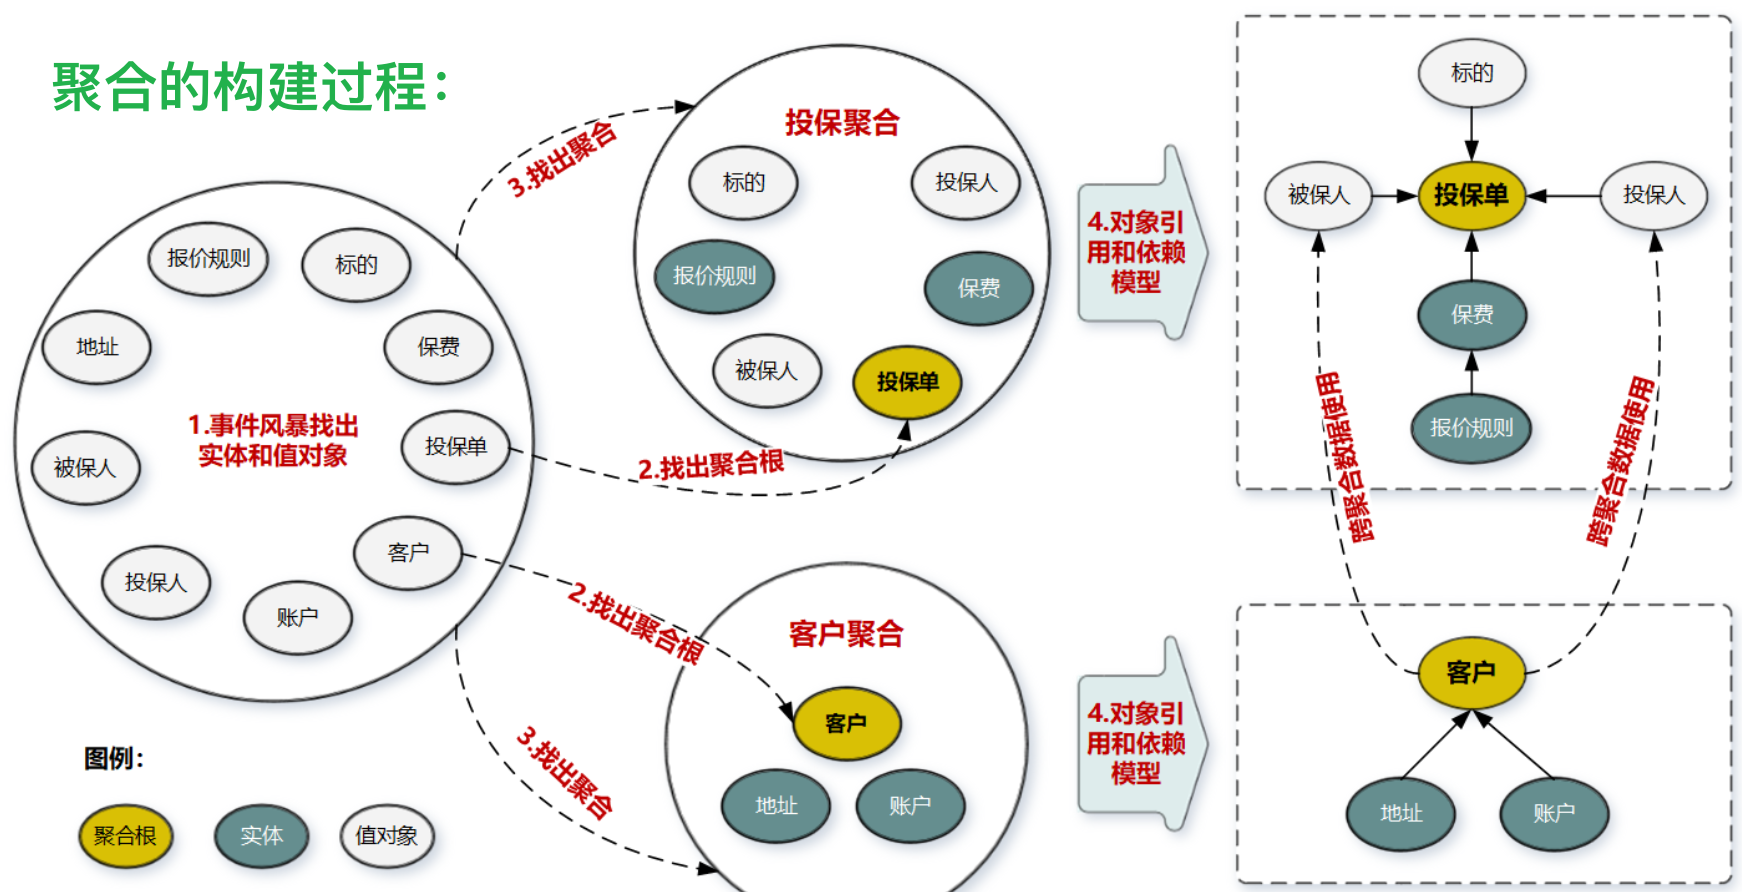 聚合的构建过程：
报价规则
标的
地址
保费
1.事件风暴找出
实体和值对象
投保单
被保人
客户
投保人
账户
图例：
聚合根
实体
值对象
3.找出聚合
2.找出聚合根
2.找出聚合根
3.找出聚合
投保聚合
标的
投保人
报价规则
保费
被保人
投保单
客户聚合
客户
地址
账户
4.对象引
用和依赖
模型
4.对象引
用和依赖
模型
标的
被保人
投保单
投保人
保费
报价规则
跨聚合数据使用
跨聚合数据使用
客户
地址
账户